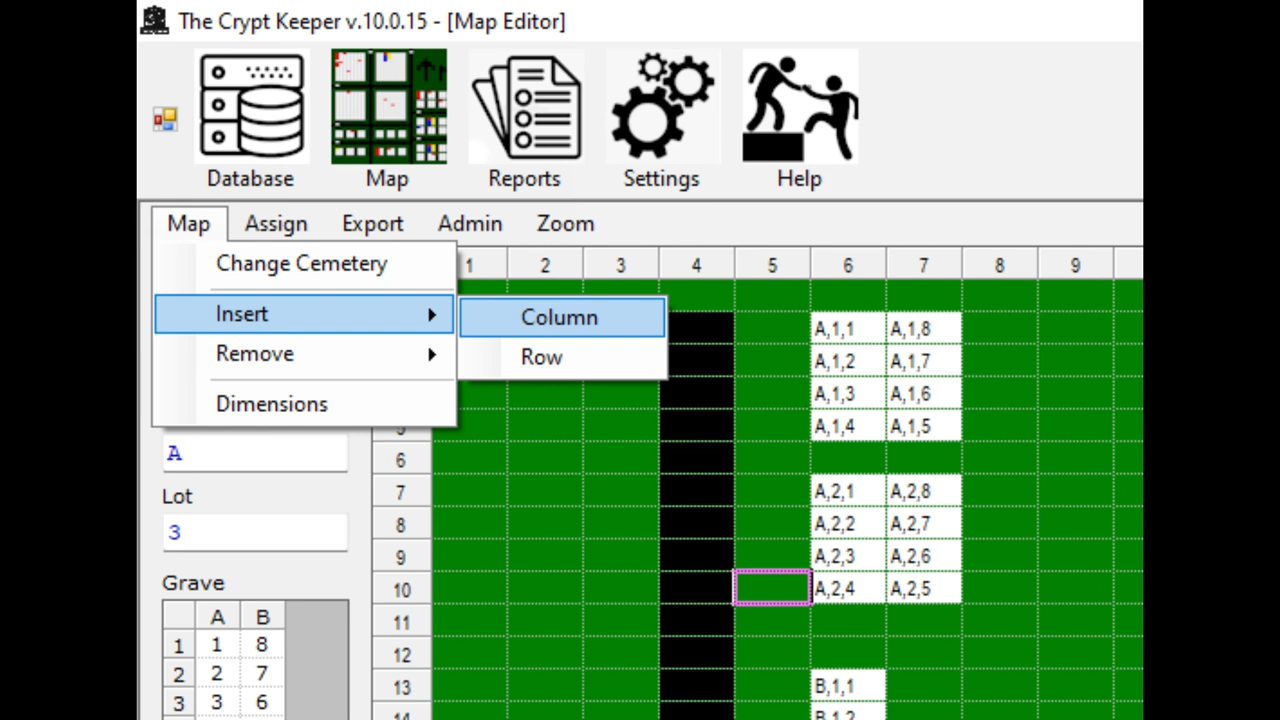 The Crypt Keeper v.10.0.15 - [Map Editor]
Database Map Reports Settings Help
Map Assign Export Admin Zoom
Change Cemetery
Insert
Remove
Dimensions
Column
Row
1 2 3 4 5 6 7 8 9
A,1,1 A,1,8
A,1,2 A,1,7
A,1,3 A,1,6
5 A,1,4 A,1,5
6
7 A,2,1 A,2,8
8 A,2,2 A,2,7
9 A,2,3 A,2,6
10 A,2,4 A,2,5
11
12
13 B,1,1
14 B,1,2
A
Lot
3
Grave
A B
1 1 8
2 2 7
3 3 6